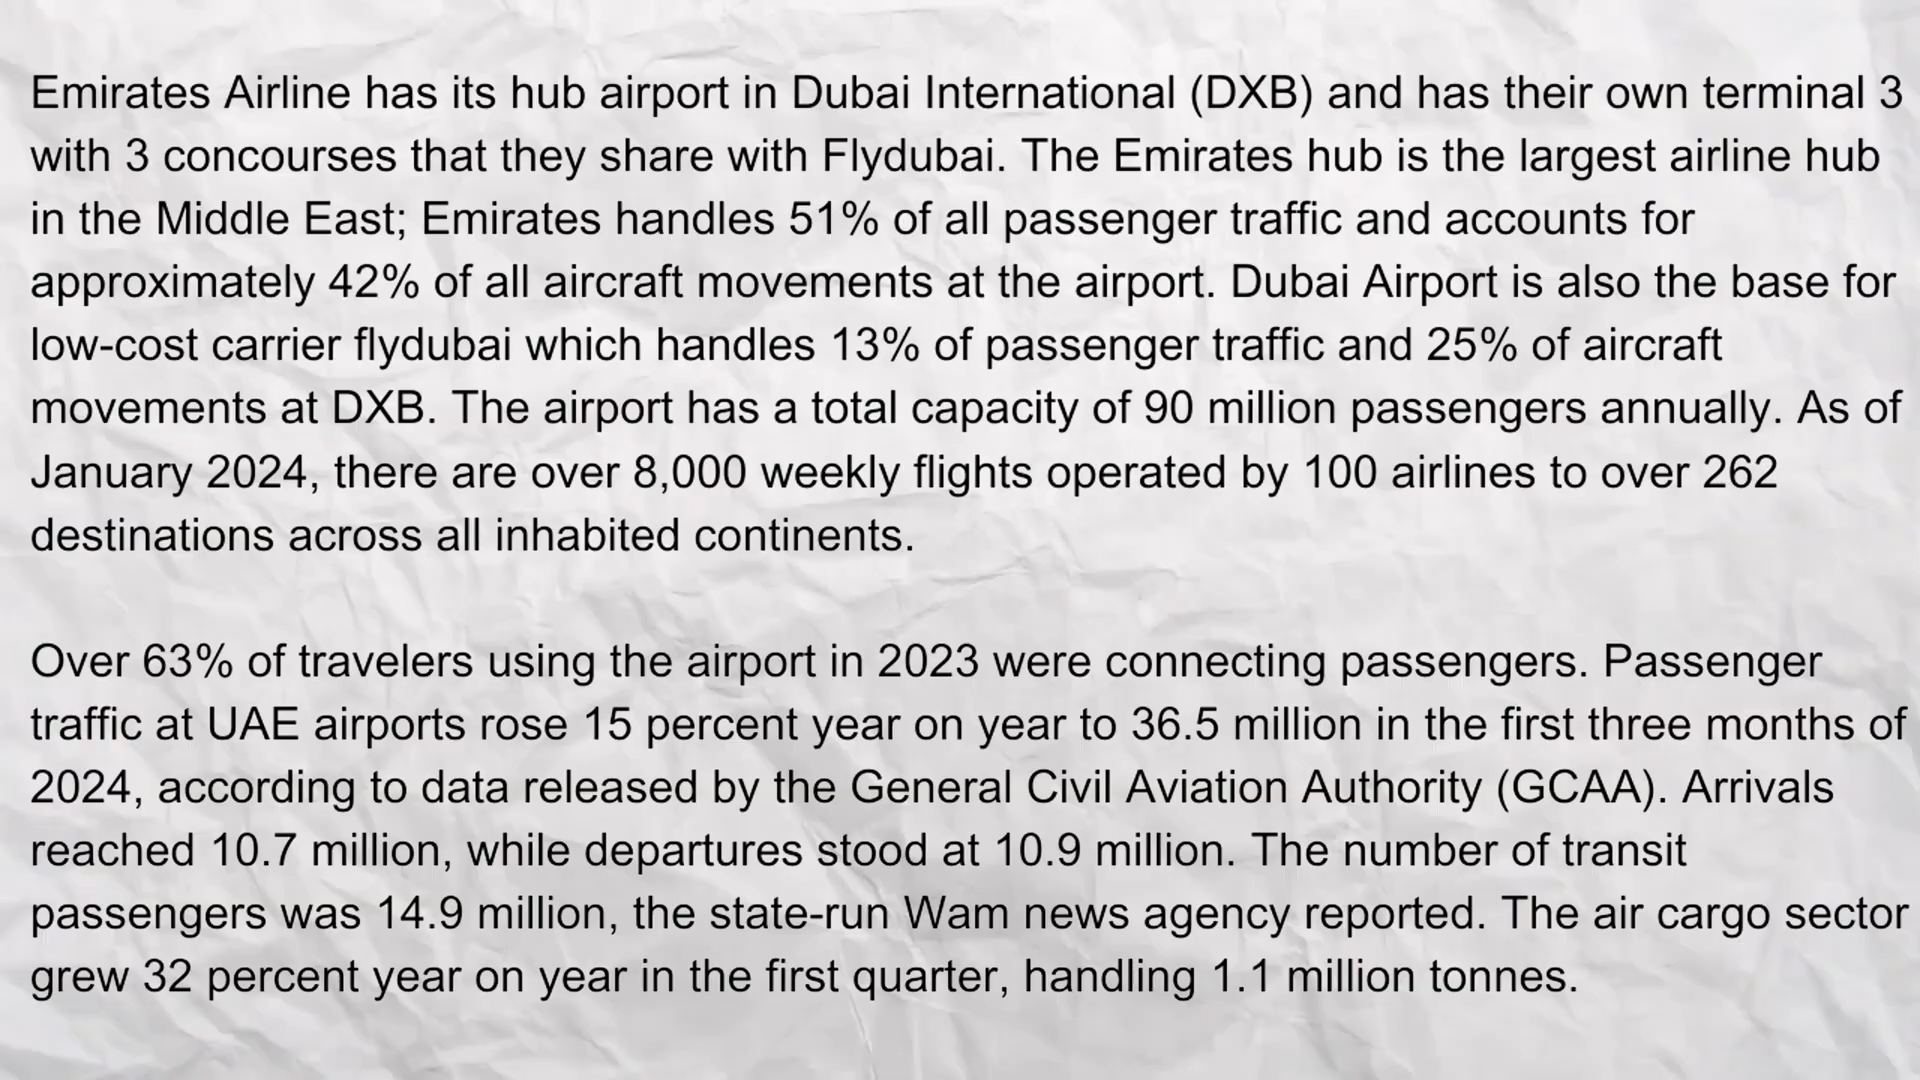 Emirates Airline has its hub airport in Dubai International (DXB) and has their own terminal 3
with 3 concourses that they share with Flydubai. The Emirates hub is the largest airline hub
in the Middle East; Emirates handles 51% of all passenger traffic and accounts for
approximately 42% of all aircraft movements at the airport. Dubai Airport is also the base for
low-cost carrier flydubai which handles 13% of passenger traffic and 25% of aircraft
movements at DXB. The airport has a total capacity of 90 million passengers annually. As of
January 2024, there are over 8,000 weekly flights operated by 100 airlines to over 262
destinations across all inhabited continents.
Over 63% of travelers using the airport in 2023 were connecting passengers. Passenger
traffic at UAE airports rose 15 percent year on year to 36.5 million in the first three months of
2024, according to data released by the General Civil Aviation Authority (GCAA). Arrivals
reached 10.7 million, while departures stood at 10.9 million. The number of transit
passengers was 14.9 million, the state-run Wam news agency reported. The air cargo sector
grew 32 percent year on year in the first quarter, handling 1.1 million tonnes.